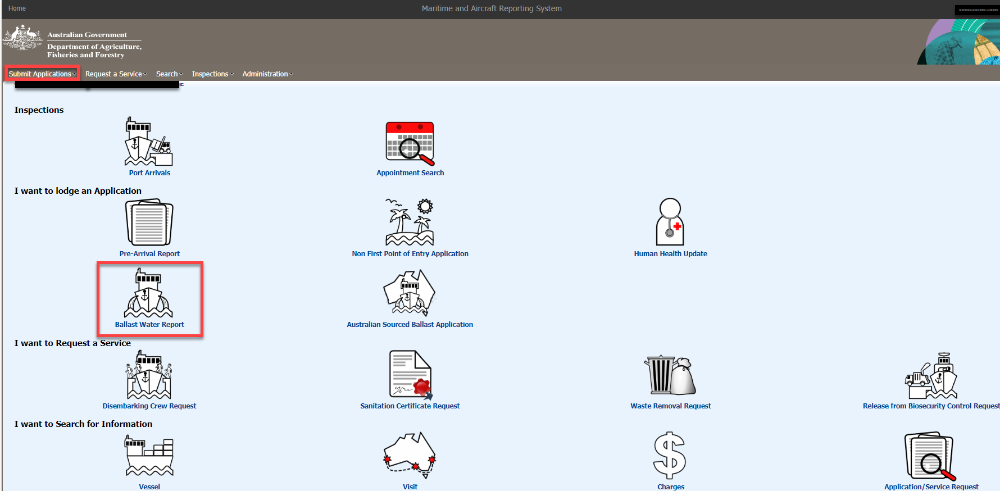 Home
Maritime and Aircraft Reporting System
Australian Government
Department of Agriculture,
Fisheries and Forestry
Submit Applications
Request a Service
Search
Inspections
Administration
Inspections
Port Arrivals
Appointment Search
I want to lodge an Application
Pre-Arrival Report
Non First Point of Entry Application
Human Health Update
Ballast Water Report
Australian Sourced Ballast Application
I want to Request a Service
Disembarking Crew Request
Sanitation Certificate Request
Waste Removal Request
Release from Biosecurity Control Request
I want to Search for Information
Vessel
Visit
Charges
Application/Service Request